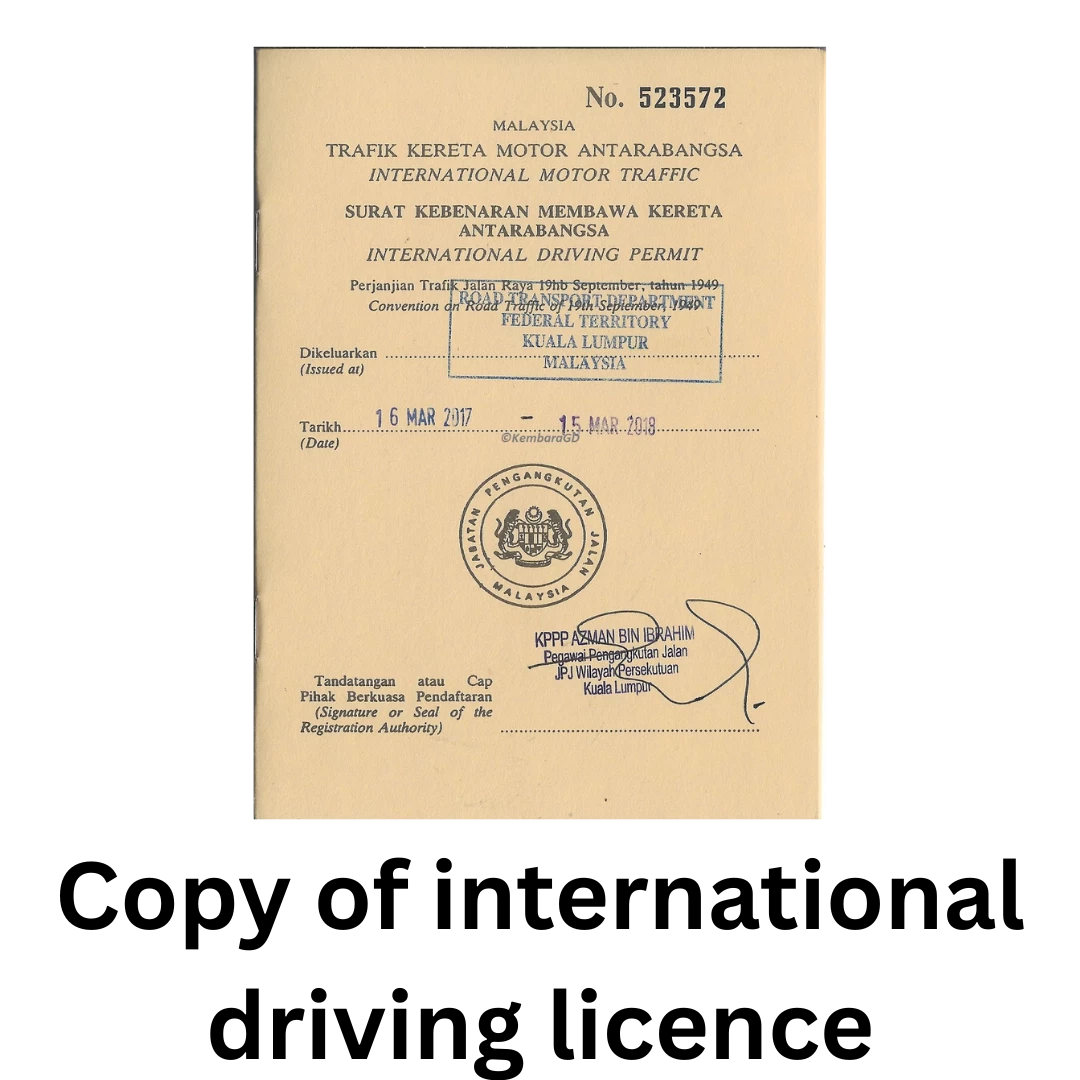 No. 523572
MALAYSIA
TRAFIK KERETA MOTOR ANTARABANGSA
INTERNATIONAL MOTOR TRAFFIC
SURAT KEBENARAN MEMBAWA KERETA
ANTARABANGSA
INTERNATIONAL DRIVING PERMIT
Perjanjian Trafik Jalan Raya 19hb September, tahun 1949
Convention on Road Traffic of 19th September, 1949
ROAD TRANSPORT DEPARTMENT
FEDERAL TERRITORY
KUALA LUMPUR
MALAYSIA
Dikeluarkan
(Issued at)
Tarikh 16 MAR 2017 – 15 MAR 2018
(Date)
©KembaraGD
JABATAN PENGANGKUTAN JALAN
MALAYSIA
KPPP AZMAN BIN IBRAHIM
Pegawai Pengangkutan Jalan
JPJ Wilayah Persekutuan
Kuala Lumpur
Tandatangan atau Cap
Pihak Berkuasa Pendaftaran
(Signature or Seal of the
Registration Authority)
Copy of international
driving licence